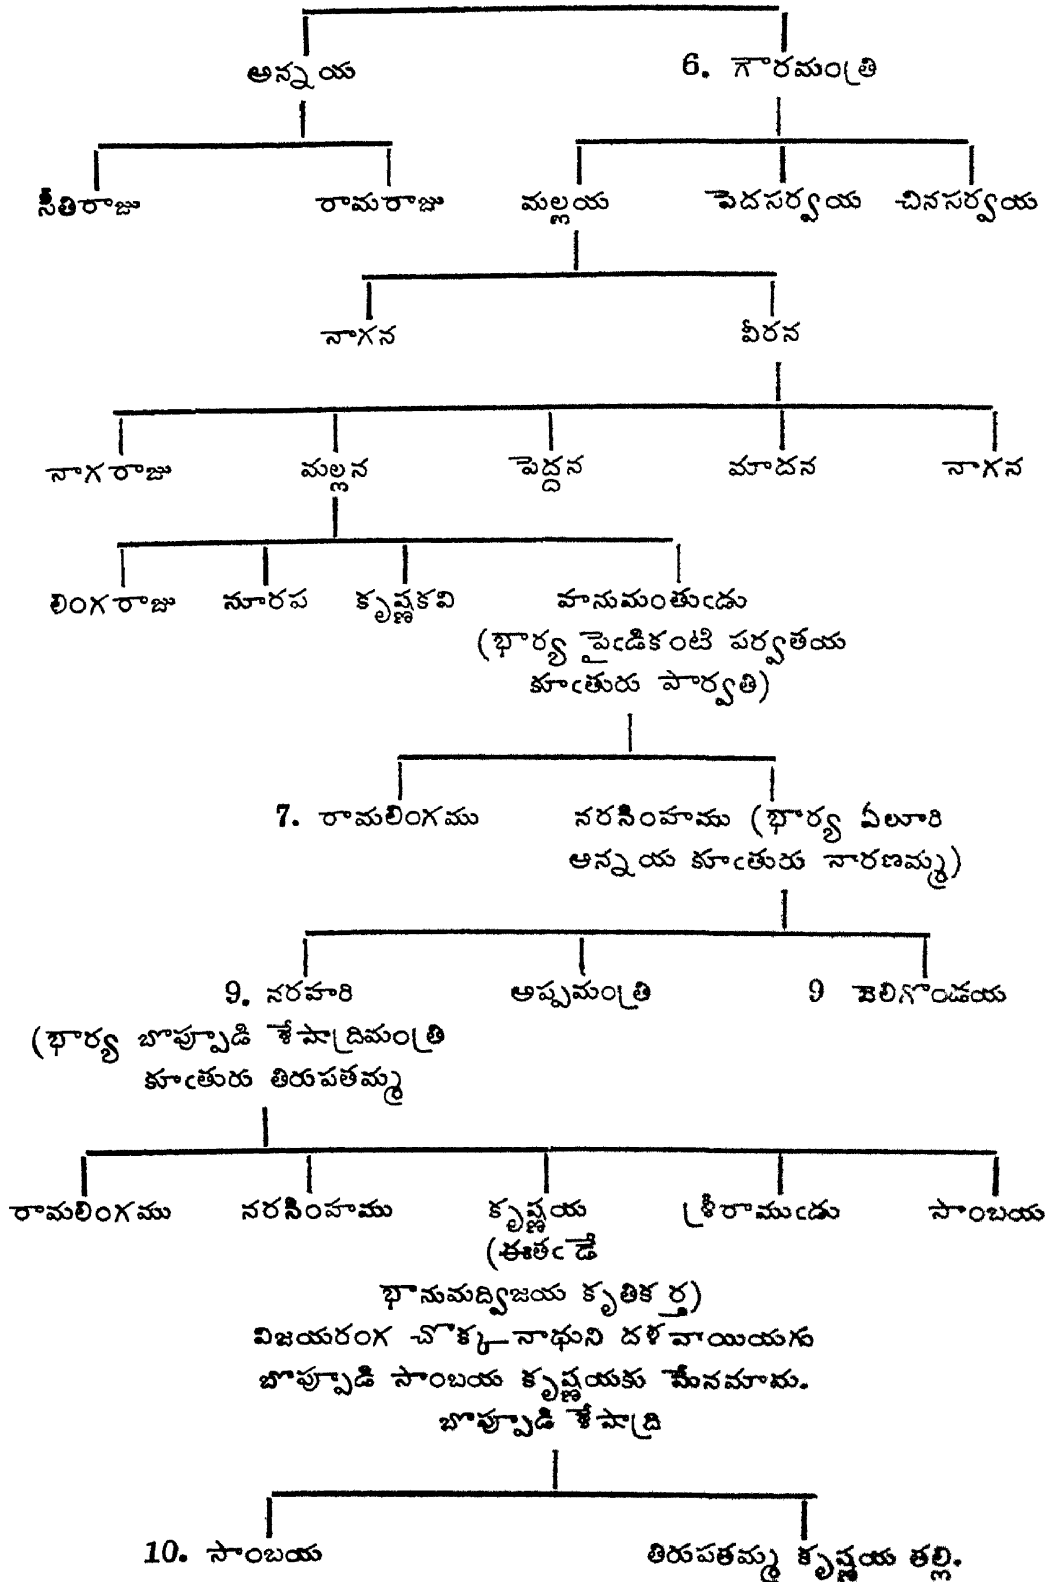 అన్నయ 6. గౌరమంత్రి
సీతిరాజు రామరాజు మల్లయ పెదసర్వయ చినసర్వయ
నాగన వీరన
నాగరాజు మల్లన పెద్దన మాదన నాగన
లింగరాజు నూరప కృష్ణకవి హనుమంతుఁడు
(భార్య పైఁడికంటి పర్వతయ
కూఁతురు పార్వతి)
7. రామలింగము నరసింహము (భార్య ఏలూరి
అన్నయ కూఁతురు నారణమ్మ)
9. నరహరి అప్పమంత్రి 9 వెలిగొండయ
(భార్య బొప్పూడి శేషాద్రిమంత్రి
కూఁతురు తిరుపతమ్మ
రామలింగము నరసింహము కృష్ణయ శ్రీరాముఁడు సాంబయ
(ఈతఁడే
భానుమద్విజయ కృతికర్త)
విజయరంగ చొక్కనాథుని దళవాయియగు
బొప్పూడి సాంబయ కృష్ణయకు మేనమామ.
బొప్పూడి శేషాద్రి
10. సాంబయ తిరుపతమ్మ కృష్ణయ తల్లి.